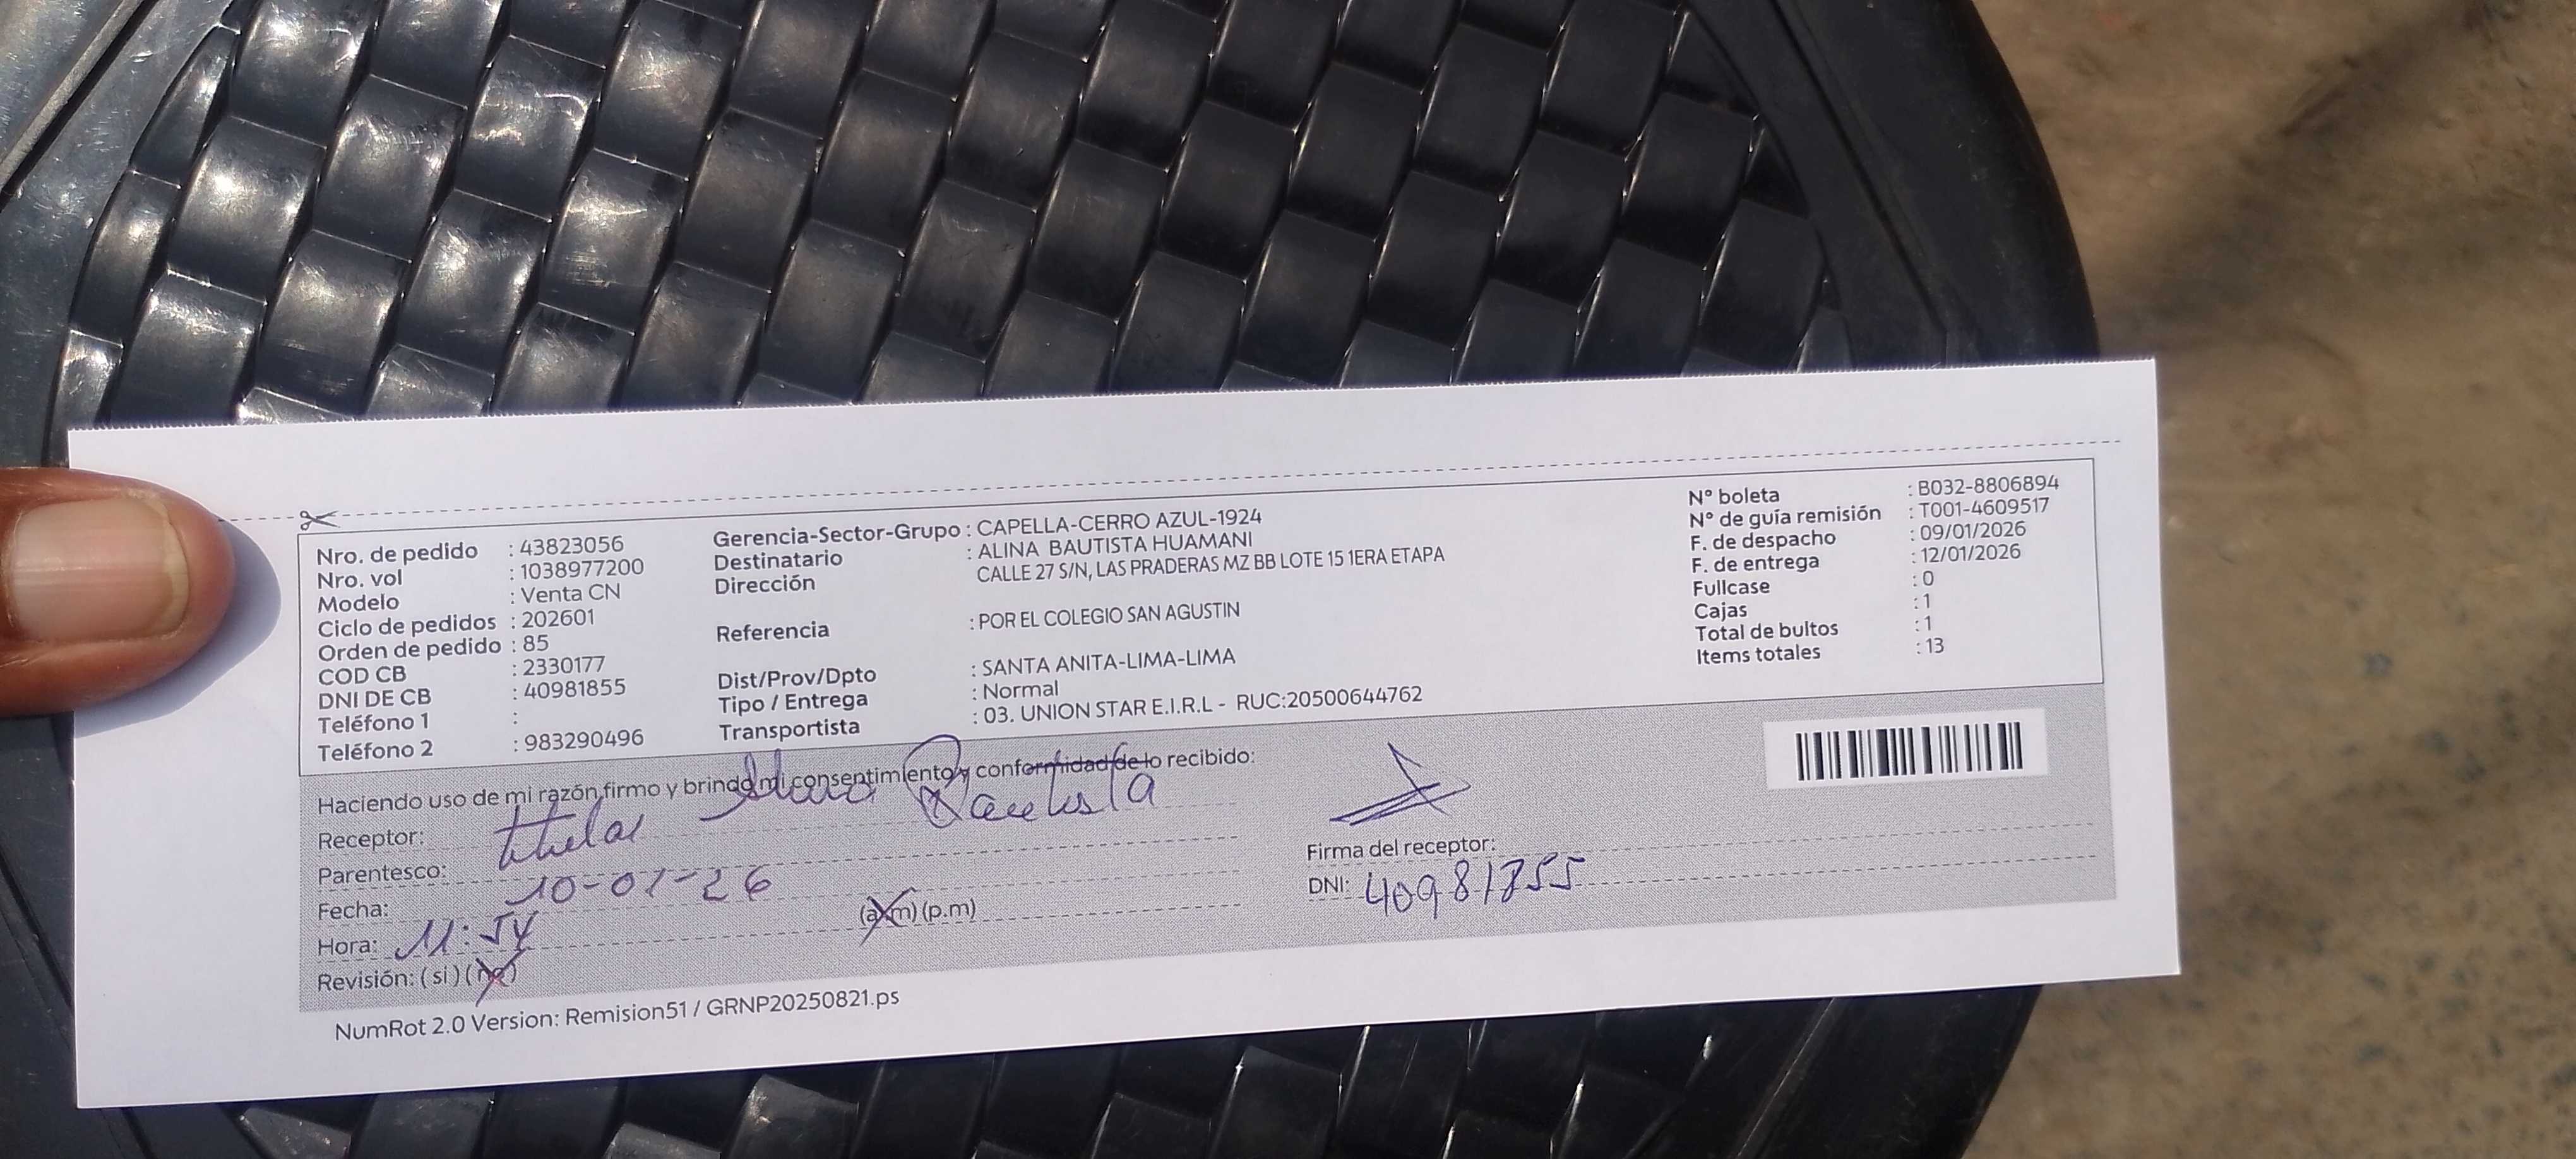 Nro. de pedido : 43823056
Nro. vol : 1038977200
Modelo : Venta CN
Ciclo de pedidos : 202601
Orden de pedido : 85
COD CB : 2330177
DNI DE CB : 40981855
Teléfono 1 :
Teléfono 2 : 983290496
Gerencia-Sector-Grupo : CAPELLA-CERRO AZUL-1924
Destinatario : ALINA BAUTISTA HUAMANI
Dirección CALLE 27 S/N, LAS PRADERAS MZ BB LOTE 15 1ERA ETAPA
Referencia : POR EL COLEGIO SAN AGUSTIN
Dist/Prov/Dpto : SANTA ANITA-LIMA-LIMA
Tipo / Entrega : Normal
Transportista : 03. UNION STAR E.I.R.L - RUC:20500644762
N° boleta : B032-8806894
N° de guía remisión : T001-4609517
F. de despacho : 09/01/2026
F. de entrega : 12/01/2026
Fullcase : 0
Cajas : 1
Total de bultos : 1
Items totales : 13
Haciendo uso de mi razón,firmo y brindo mi consentimiento y conformidad de lo recibido:
Receptor: Bautista
Parentesco: titular
Fecha: 10-01-26
Hora: 11:54 (a.m) (p.m)
Revisión: ( si ) ( no )
Firma del receptor:
DNI: 40981855
NumRot 2.0 Version: Remision51 / GRNP20250821.ps